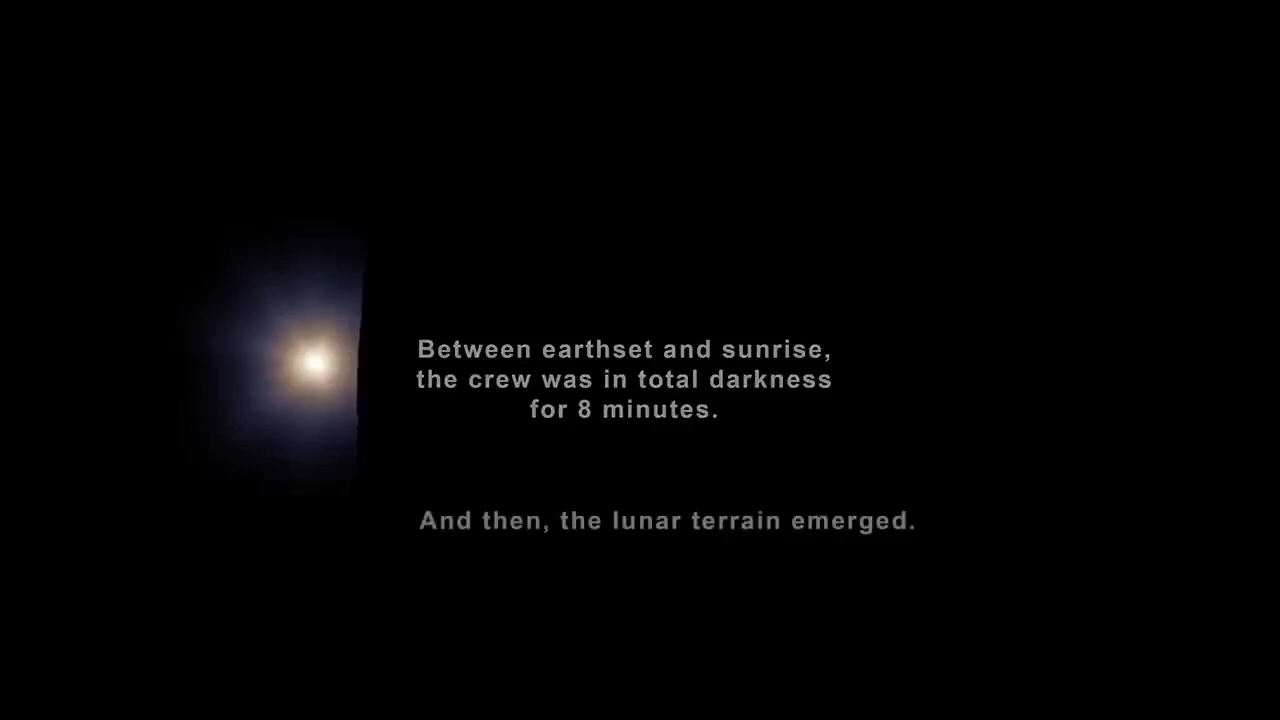 Between earthset and sunrise,
the crew was in total darkness
for 8 minutes.
And then, the lunar terrain emerged.